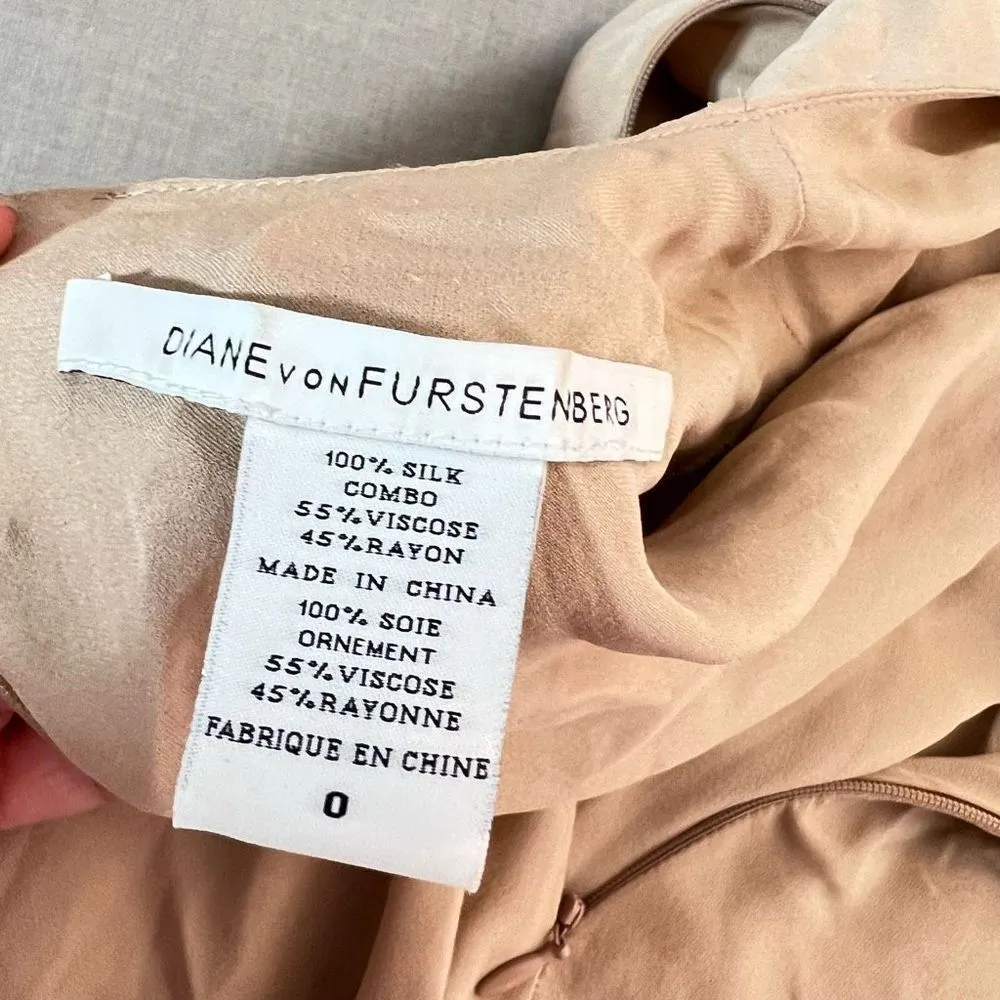 DIANE VON FURSTENBERG
100% SILK
COMBO
55% VISCOSE
45% RAYON
MADE IN CHINA
100% SOIE
ORNEMENT
55% VISCOSE
45% RAYONNE
FABRIQUE EN CHINE
0